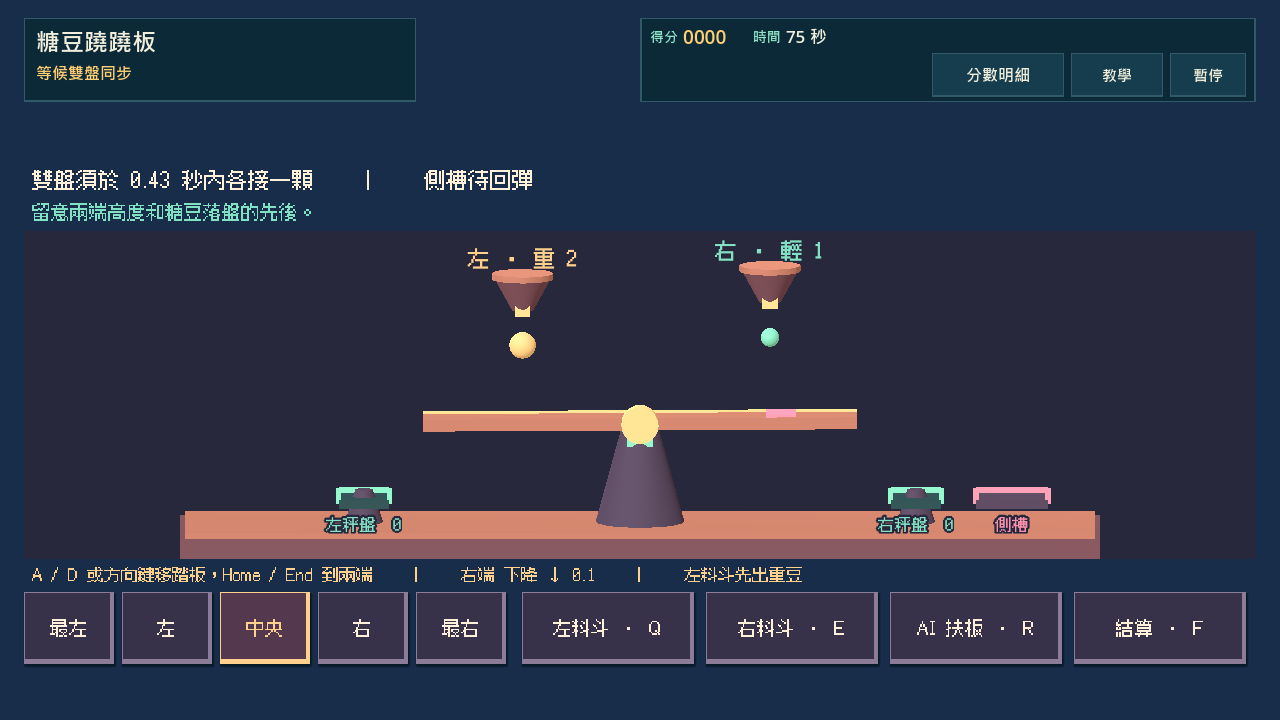 糖豆蹺蹺板
等候雙盤同步
得分 0000 時間 75 秒
分數明細 教學 暫停
雙盤須於 0.43 秒內各接一顆 | 側槽待回彈
留意兩端高度和糖豆落盤的先後。
左 · 重 2 右 · 輕 1
左秤盤 0 右秤盤 0 側槽
A / D 或方向鍵移踏板，Home / End 到兩端 | 右端 下降 ↓ 0.1 | 左料斗先出重豆
最左 左 中央 右 最右 左料斗 · Q 右料斗 · E AI 扶板 · R 結算 · F